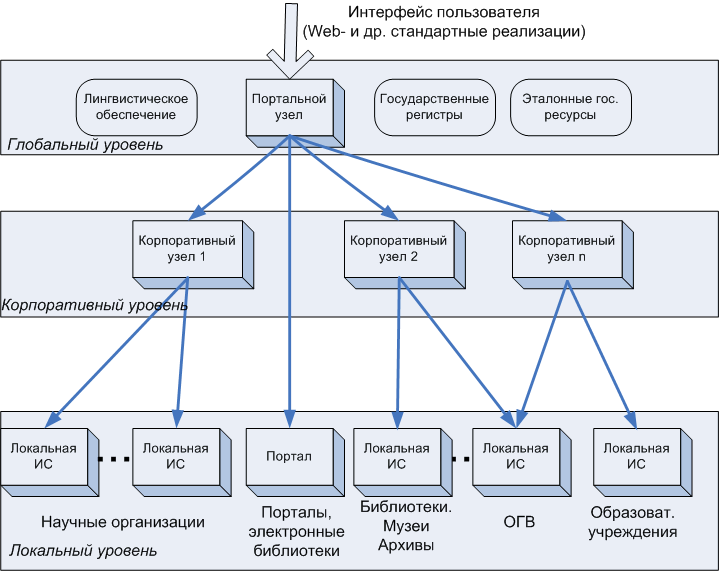 Интерфейс пользователя
(Web- и др. стандартные реализации)
Лингвистическое
обеспечение
Портальной
узел
Государственные
регистры
Эталонные гос.
ресурсы
Глобальный уровень
Корпоративный
узел 1
Корпоративный
узел 2
Корпоративный
узел n
Корпоративный уровень
Локальная
ИС
Локальная
ИС
Портал
Локальная
ИС
Локальная
ИС
Локальная
ИС
Научные организации
Порталы,
электронные
библиотеки
Библиотеки.
Музеи
Архивы
ОГВ
Образоват.
учреждения
Локальный уровень